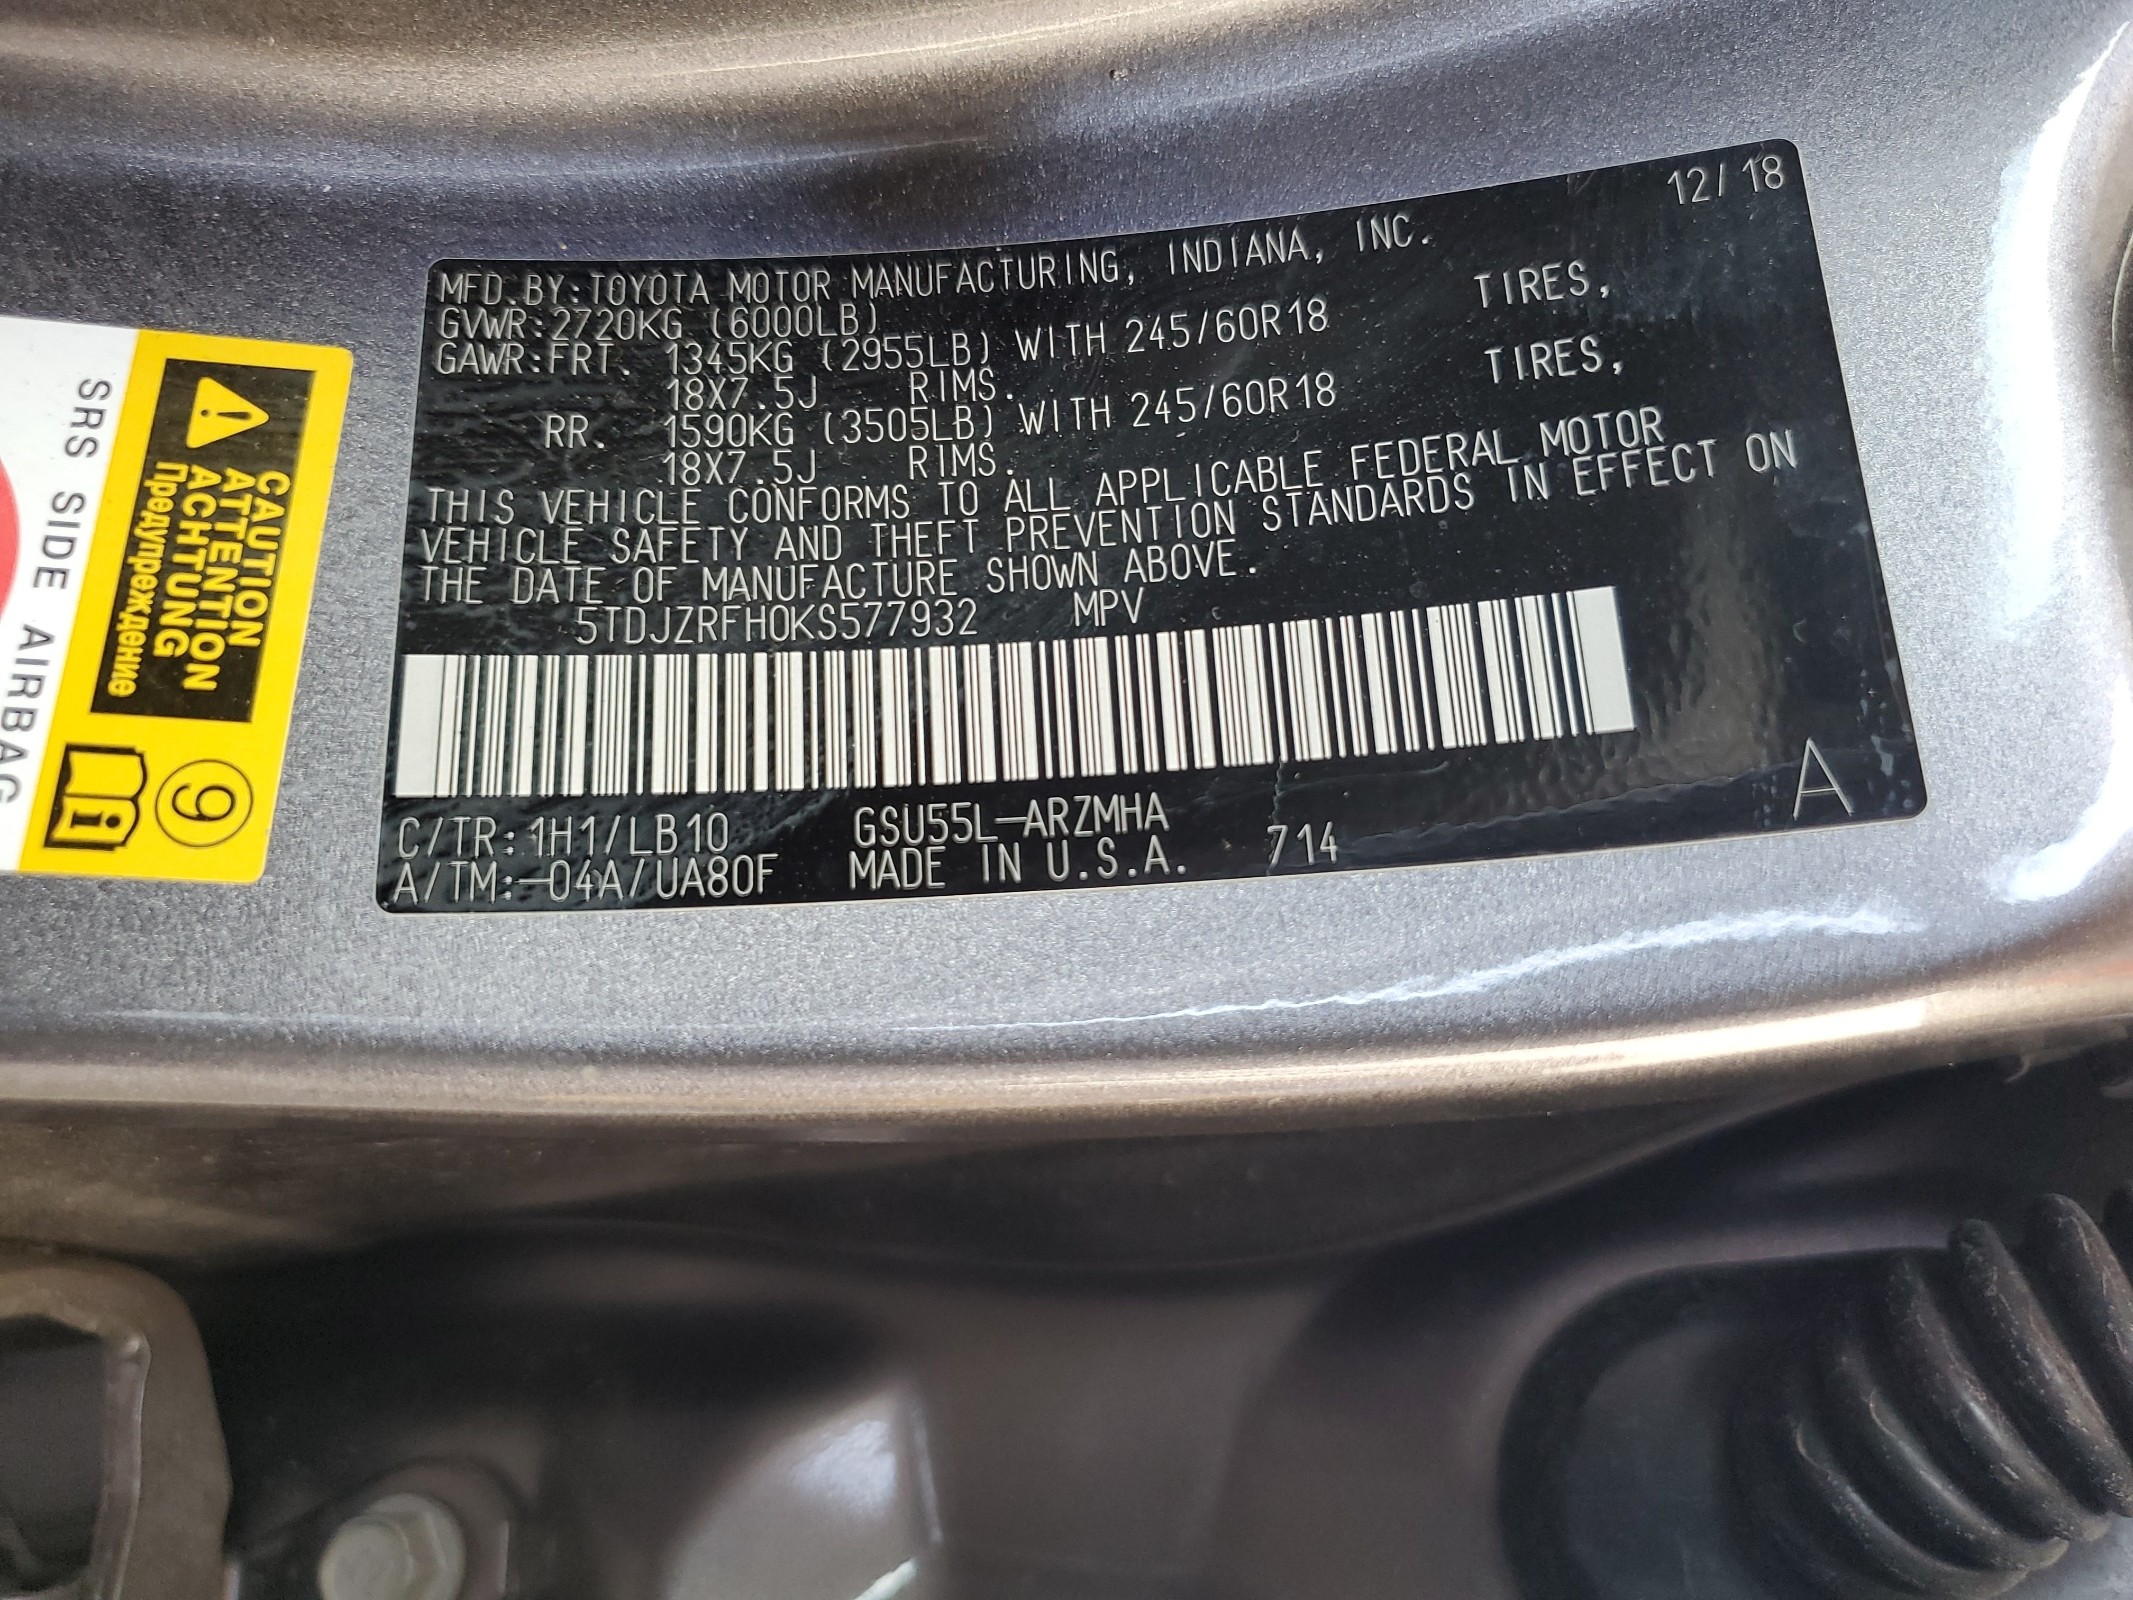 12/18
MFD.BY:TOYOTA MOTOR MANUFACTURING, INDIANA, INC.
GVWR:2720KG (6000LB)
GAWR:FRT. 1345KG (2955LB) WITH 245/60R18 TIRES,
18X7.5J RIMS.
RR. 1590KG (3505LB) WITH 245/60R18 TIRES,
18X7.5J RIMS.
THIS VEHICLE CONFORMS TO ALL APPLICABLE FEDERAL MOTOR
VEHICLE SAFETY AND THEFT PREVENTION STANDARDS IN EFFECT ON
THE DATE OF MANUFACTURE SHOWN ABOVE.
5TDJZRFH0KS577932 MPV
C/TR:1H1/LB10 GSU55L-ARZMHA
A/TM:-04A/UA80F MADE IN U.S.A. 714
A
CAUTION
ATTENTION
ACHTUNG
Предупреждение
9
i
SRS SIDE AIRBAG